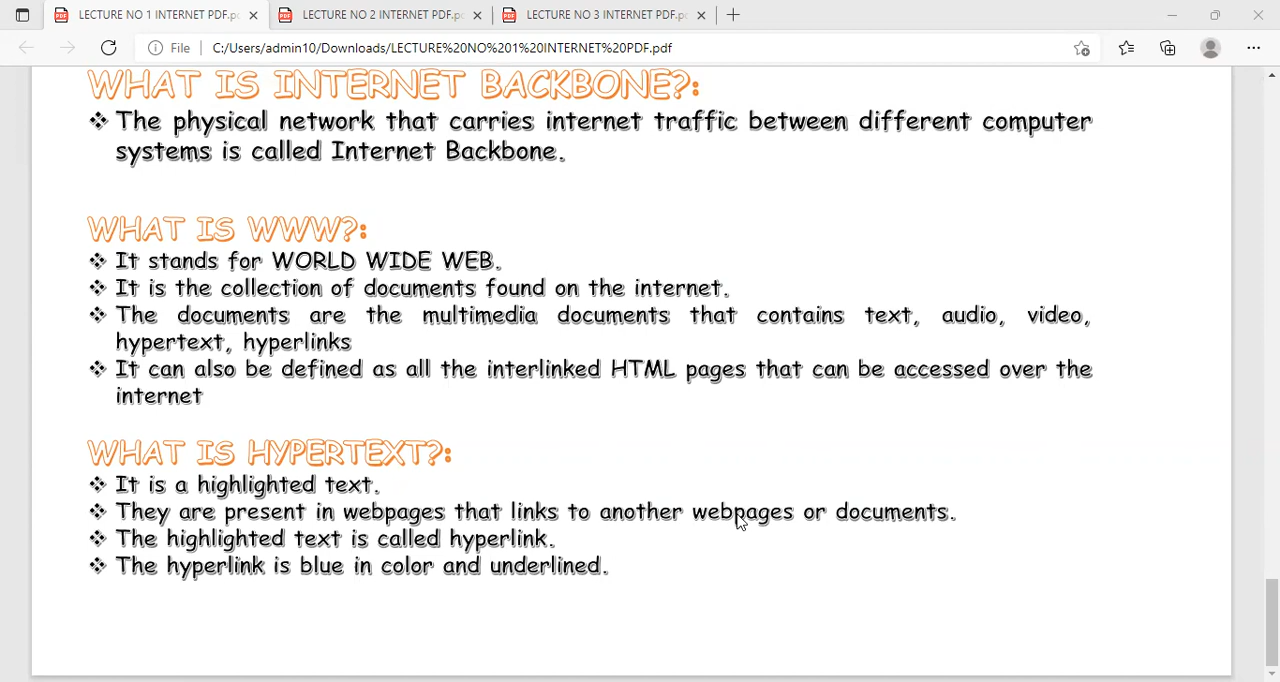 LECTURE NO 1 INTERNET PDF.p
LECTURE NO 2 INTERNET PDF.p
LECTURE NO 3 INTERNET PDF.p
File
C:/Users/admin10/Downloads/LECTURE%20NO%201%20INTERNET%20PDF.pdf
WHAT IS INTERNET BACKBONE?:
❖ The physical network that carries internet traffic between different computer
systems is called Internet Backbone.
WHAT IS WWW?:
❖ It stands for WORLD WIDE WEB.
❖ It is the collection of documents found on the internet.
❖ The documents are the multimedia documents that contains text, audio, video,
hypertext, hyperlinks
❖ It can also be defined as all the interlinked HTML pages that can be accessed over the
internet
WHAT IS HYPERTEXT?:
❖ It is a highlighted text.
❖ They are present in webpages that links to another webpages or documents.
❖ The highlighted text is called hyperlink.
❖ The hyperlink is blue in color and underlined.